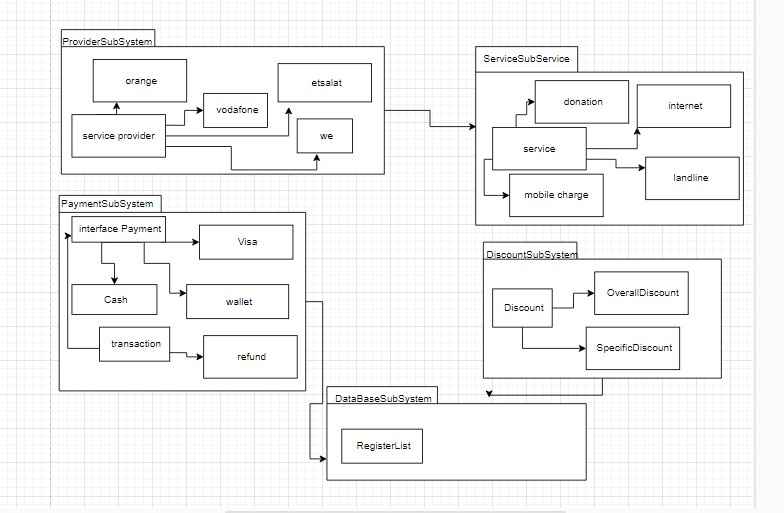 ProviderSubSystem
orange
etsalat
vodafone
service provider
we
ServiceSubService
donation
internet
service
landline
mobile charge
PaymentSubSystem
interface Payment
Visa
Cash
wallet
transaction
refund
DiscountSubSystem
OverallDiscount
Discount
SpecificDiscount
DataBaseSubSystem
RegisterList